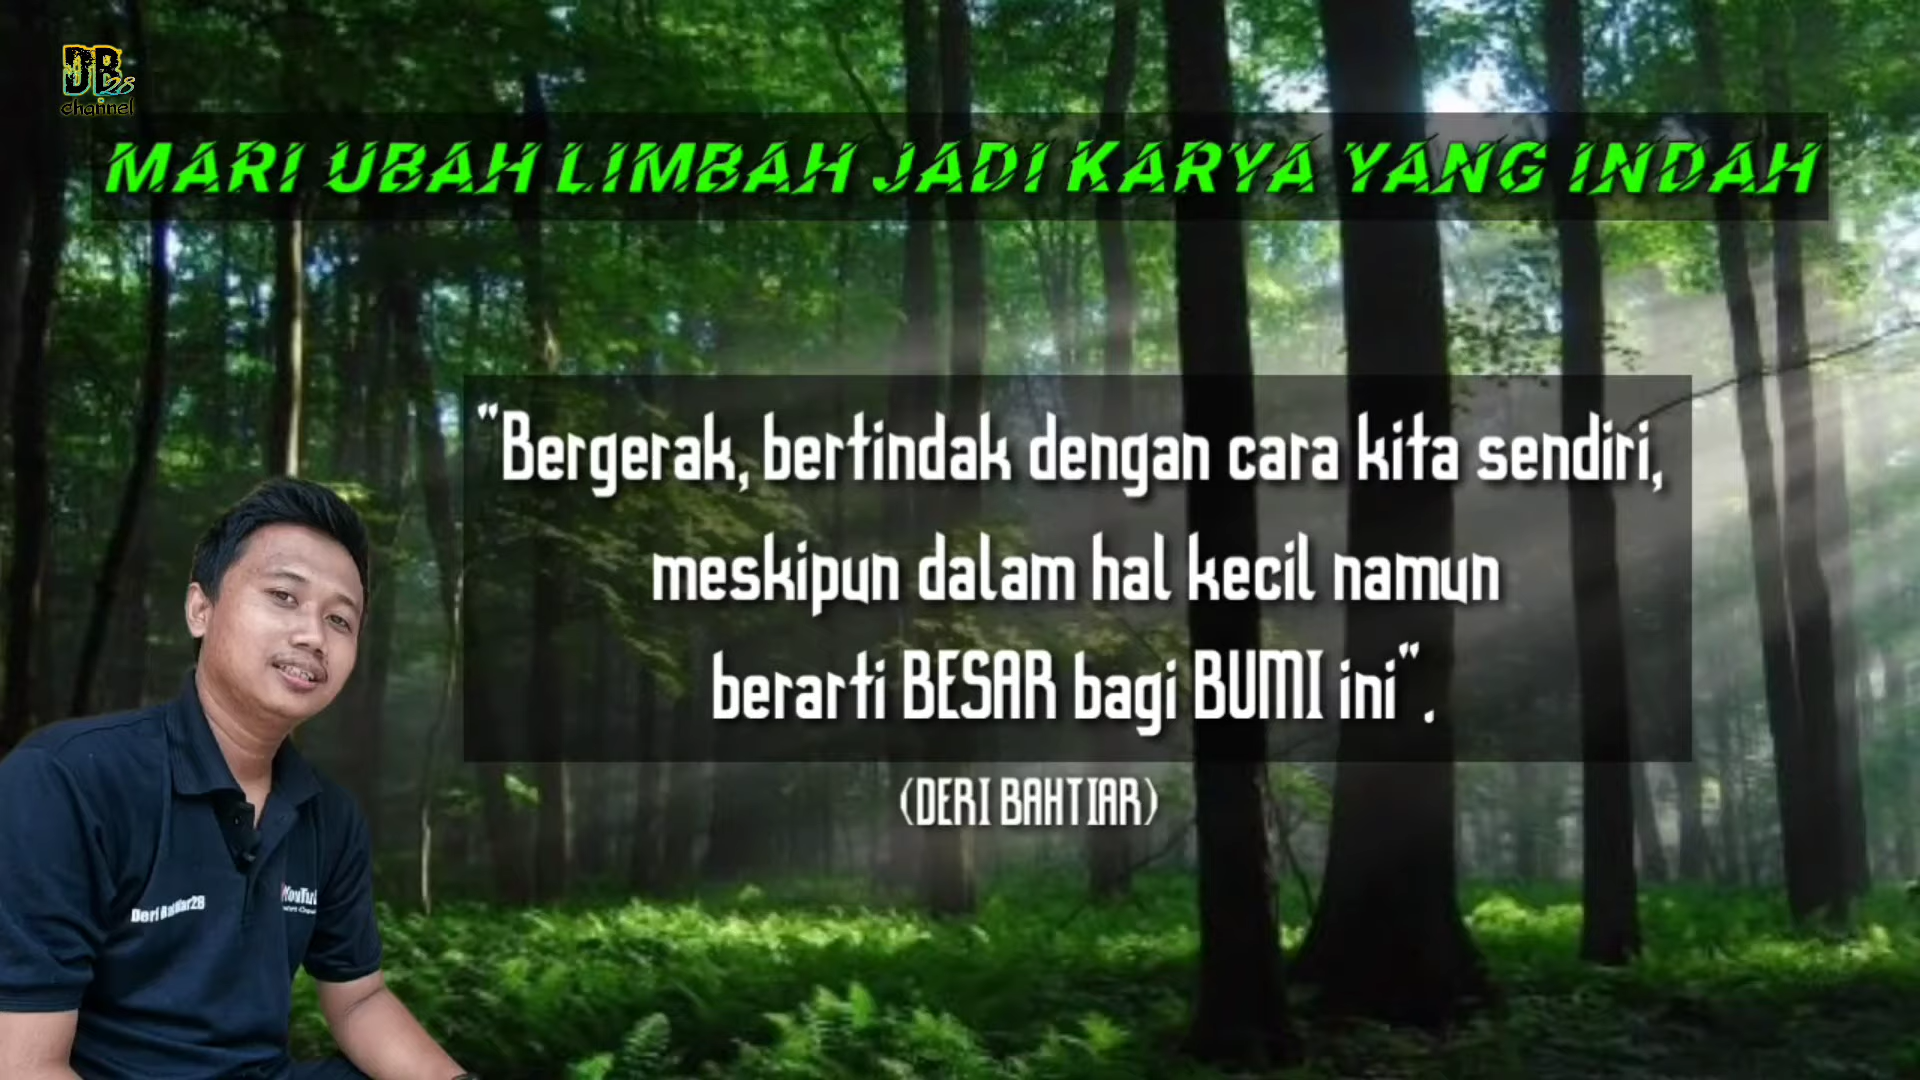 DB28
channel
MARI UBAH LIMBAH JADI KARYA YANG INDAH
"Bergerak, bertindak dengan cara kita sendiri,
meskipun dalam hal kecil namun
berarti BESAR bagi BUMI ini".
(DERI BAHTIAR)